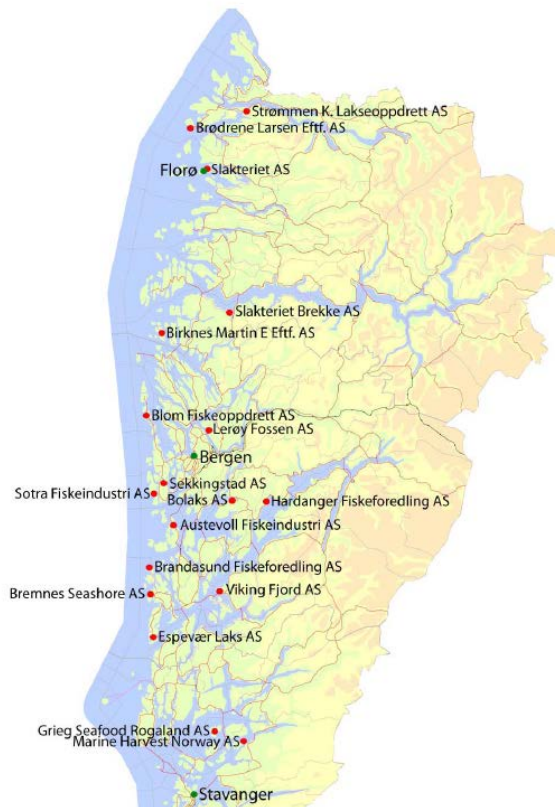 Strømmen K. Lakseoppdrett AS
Brødrene Larsen Eftf. AS
Florø Slakteriet AS
Slakteriet Brekke AS
Birknes Martin E Eftf. AS
Blom Fiskeoppdrett AS
Lerøy Fossen AS
Bergen
Sekkingstad AS
Sotra Fiskeindustri AS
Bolaks AS Hardanger Fiskeforedling AS
Austevoll Fiskeindustri AS
Brandasund Fiskeforedling AS
Bremnes Seashore AS Viking Fjord AS
Espevær Laks AS
Grieg Seafood Rogaland AS
Marine Harvest Norway AS
Stavanger